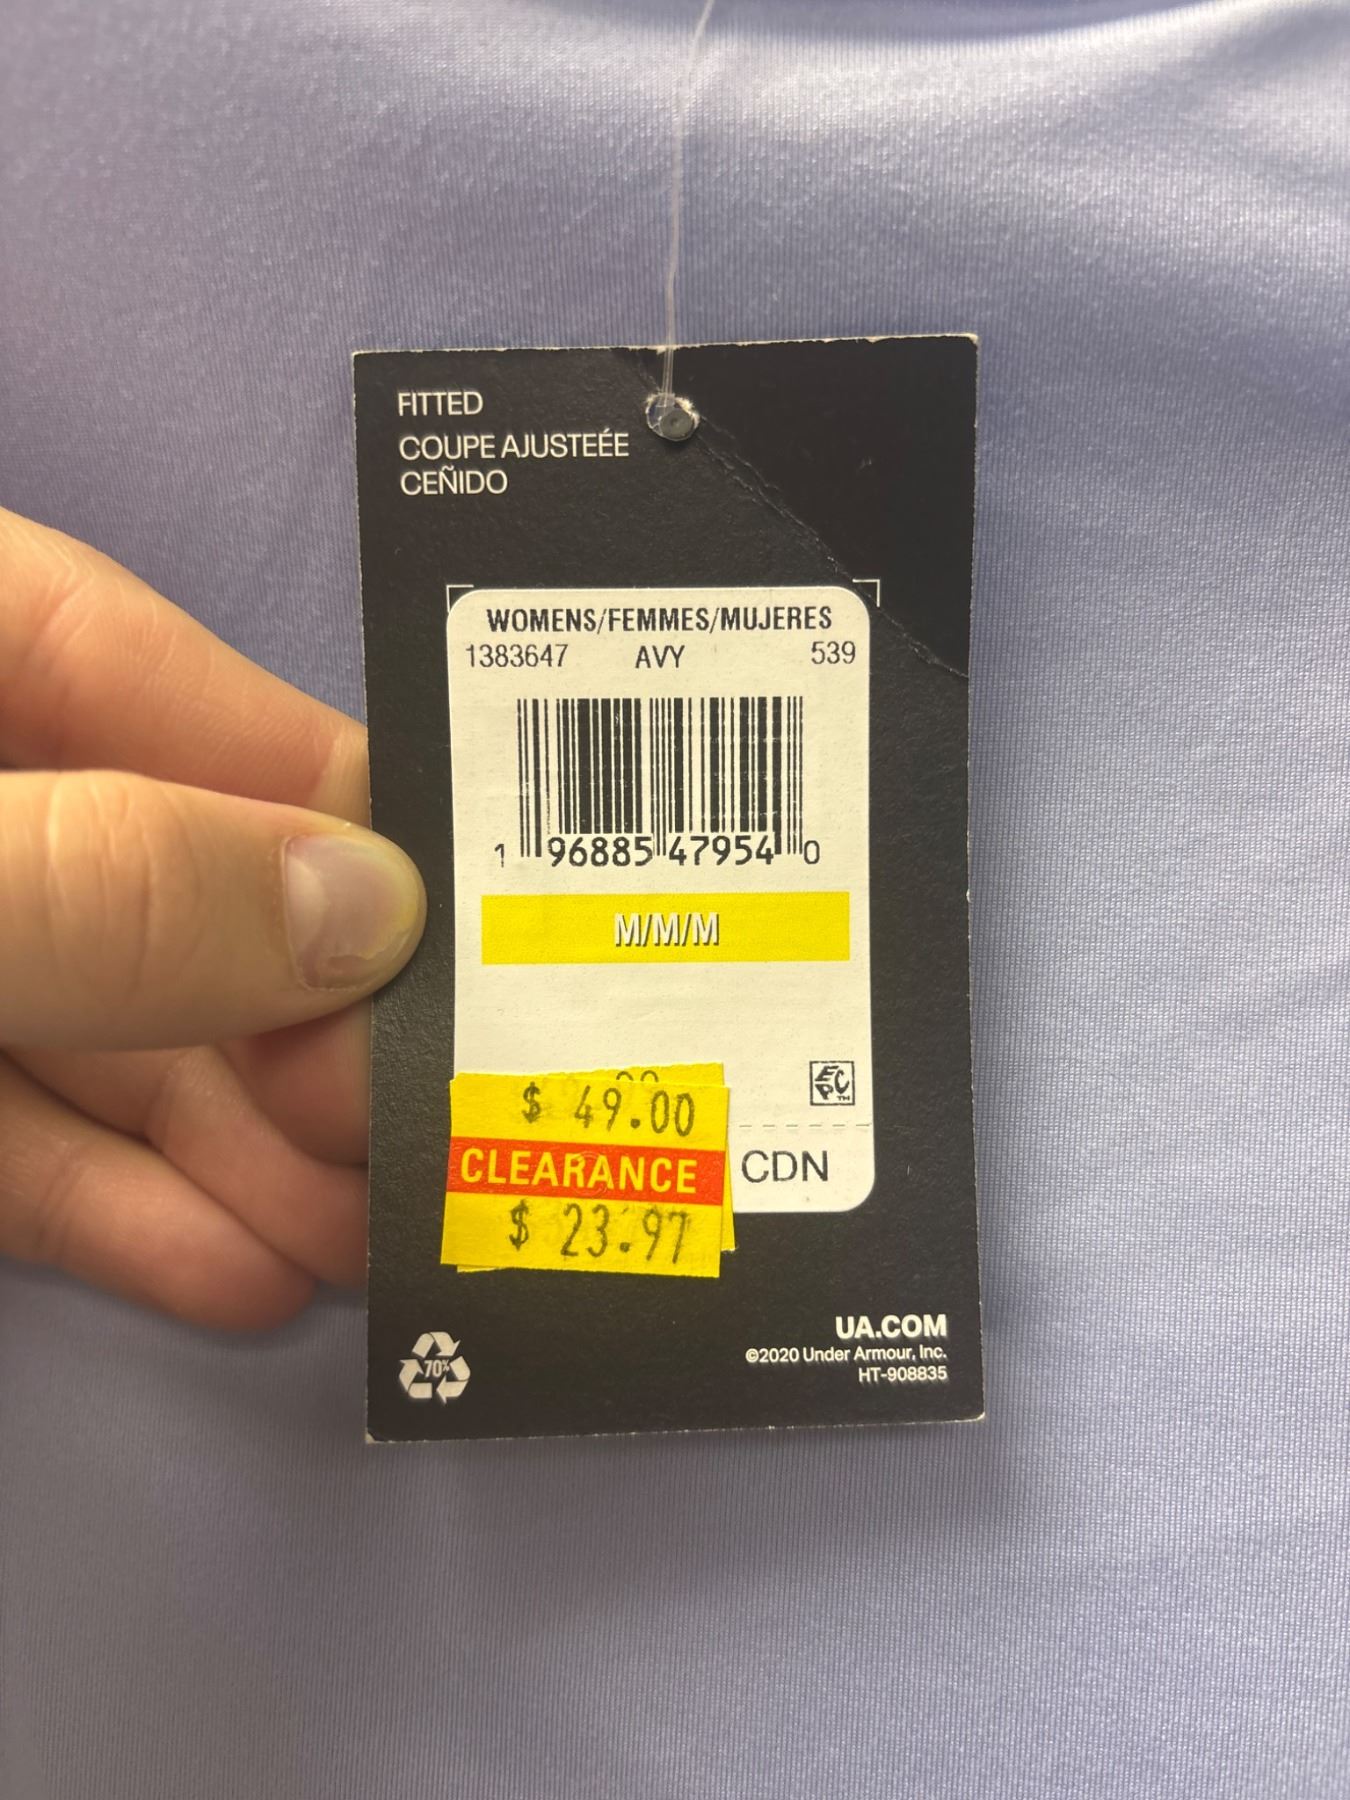 FITTED
COUPE AJUSTEÉE
CEÑIDO
WOMENS/FEMMES/MUJERES
1383647 AVY 539
1 96885 47954 0
M/M/M
$ 49.00
CLEARANCE
$ 23.97
CDN
70%
UA.COM
©2020 Under Armour, Inc.
HT-908835